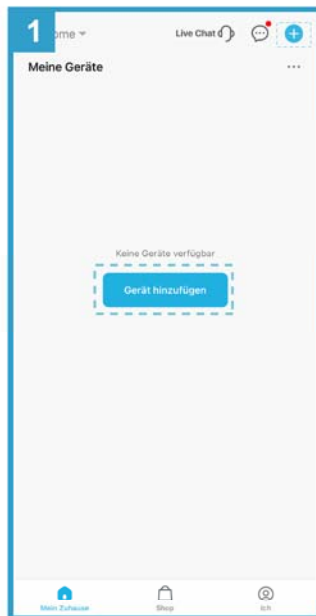 1
ome
Live Chat
Meine Geräte
Keine Geräte verfügbar
Gerät hinzufügen
Mein Zuhause
Shop
Ich